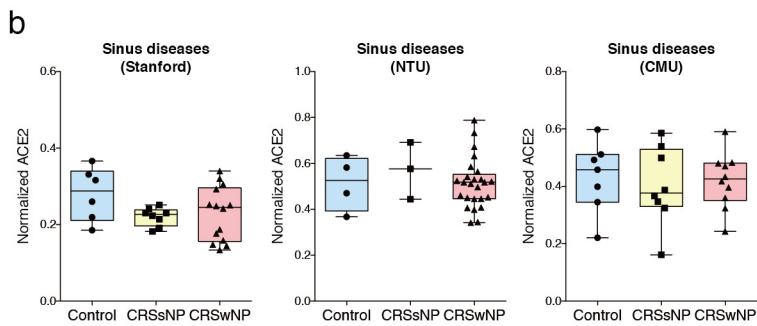 b
Sinus diseases
(Stanford)
Normalized ACE2
0.6
0.4
0.2
0.0
Control CRSsNP CRSwNP
Sinus diseases
(NTU)
Normalized ACE2
1.0
0.8
0.6
0.4
0.2
0.0
Control CRSsNP CRSwNP
Sinus diseases
(CMU)
Normalized ACE2
0.8
0.6
0.4
0.2
0.0
Control CRSsNP CRSwNP